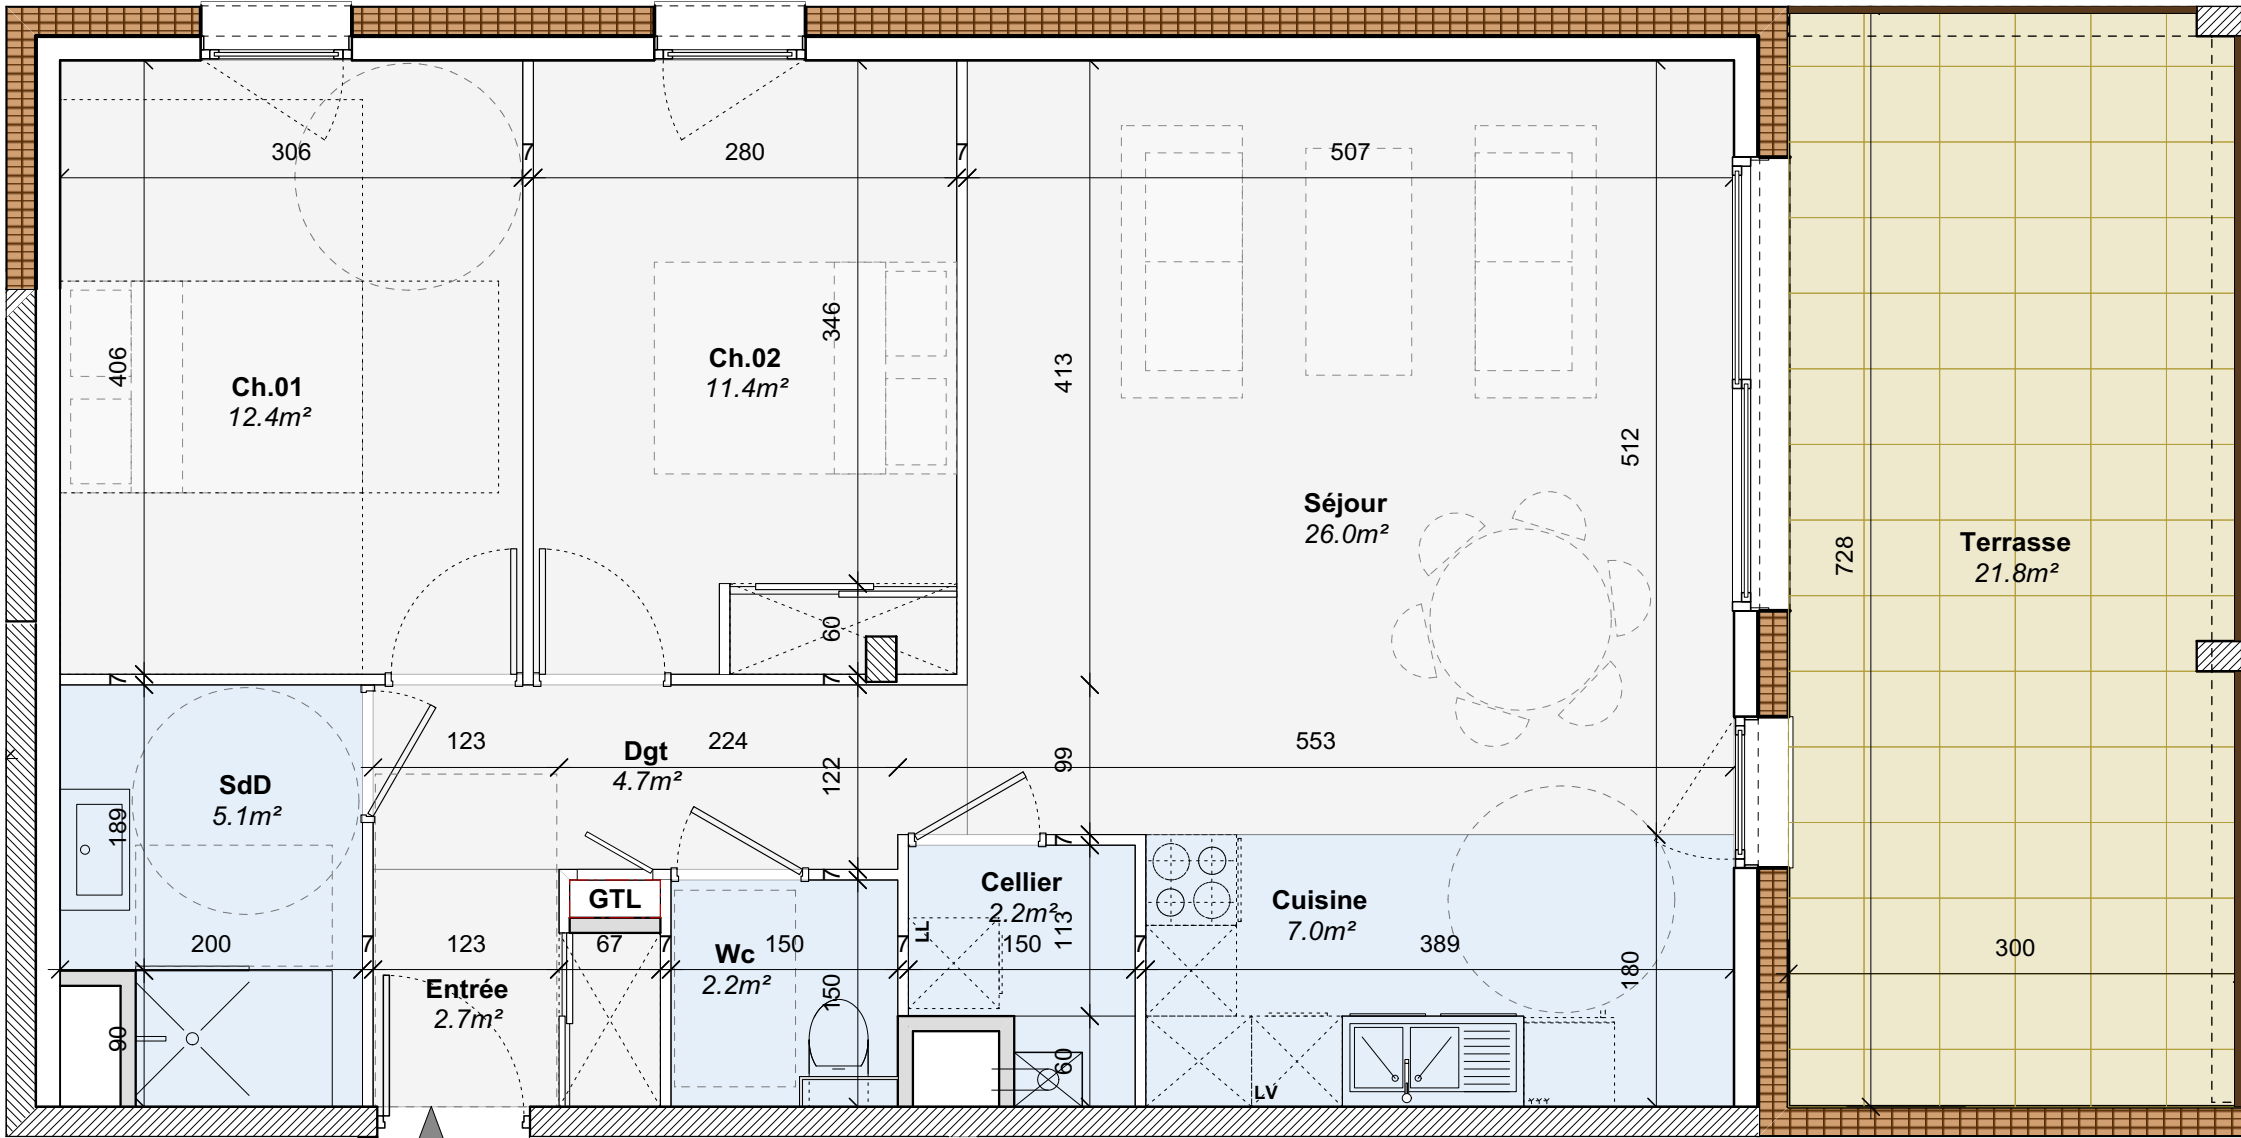 306
7
280
7
507
406
Ch.01
12.4m²
346
Ch.02
11.4m²
413
512
Séjour
26.0m²
728
Terrasse
21.8m²
60
7
7
123
224
Dgt
4.7m²
122
99
553
SdD
5.1m²
189
7
7
GTL
Cellier
2.2m²
LL
113
Cuisine
7.0m²
200
7
123
67
7
150
7
150
7
389
300
Wc
2.2m²
150
180
Entrée
2.7m²
90
60
LV